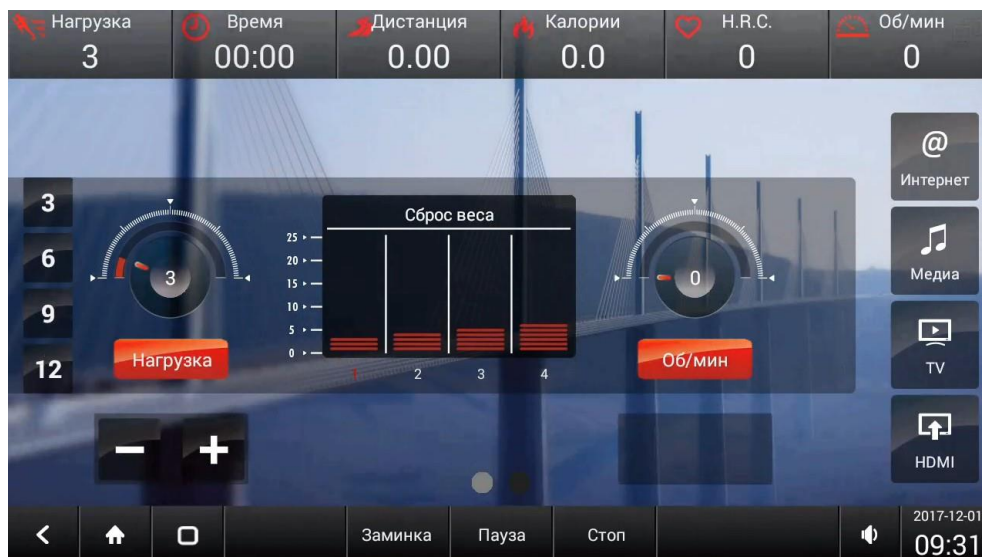 Нагрузка
3
Время
00:00
Дистанция
0.00
Калории
0.0
H.R.C.
0
Об/мин
0
@
Интернет
Медиа
TV
HDMI
3
6
9
12
3
Нагрузка
Сброс веса
25
20
15
10
5
0
1 2 3 4
0
Об/мин
Заминка
Пауза
Стоп
2017-12-01
09:31